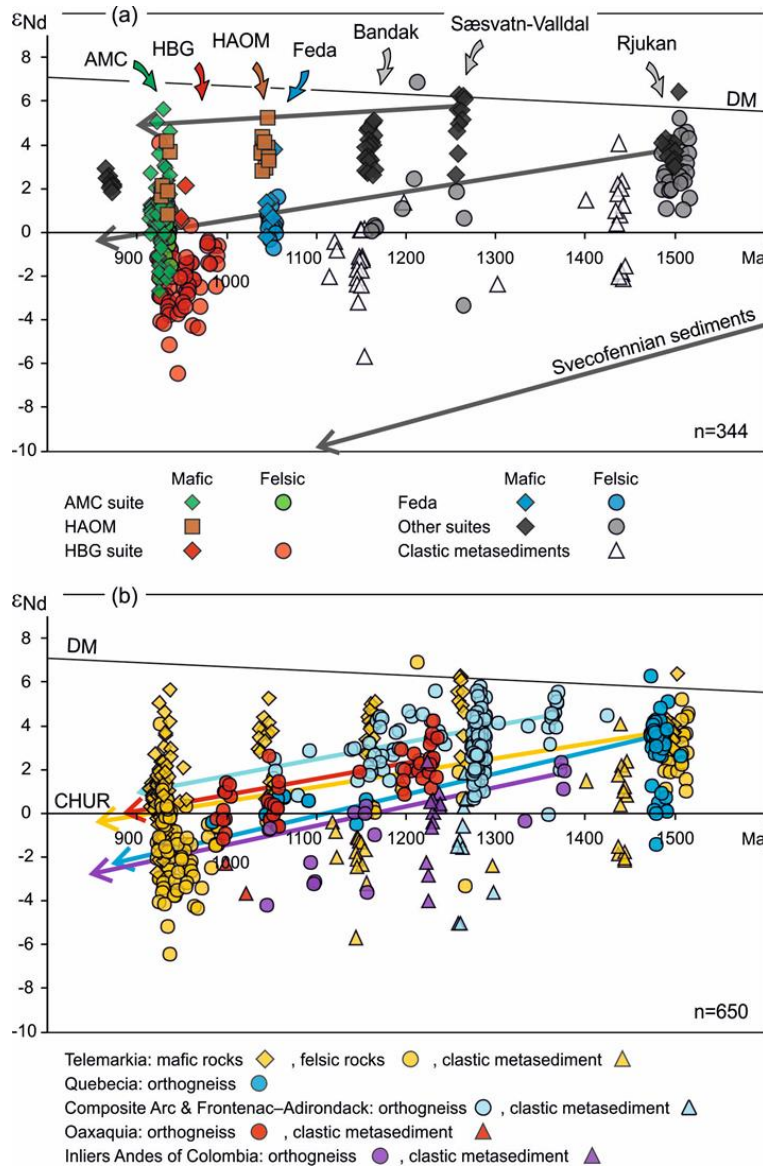 εNd (a)
AMC HBG HAOM Feda Bandak Sæsvatn-Valldal Rjukan
DM
8
6
4
2
0
-2
-4
-6
-8
-10
900 1000 1100 1200 1300 1400 1500 Ma
Svecofennian sediments
n=344
Mafic Felsic Mafic Felsic
AMC suite Feda
HAOM Other suites
HBG suite Clastic metasediments
εNd (b)
DM
8
6
4
2
CHUR 0
-2
-4
-6
-8
-10
900 1000 1100 1200 1300 1400 1500 Ma
n=650
Telemarkia: mafic rocks , felsic rocks , clastic metasediment
Quebecia: orthogneiss
Composite Arc & Frontenac–Adirondack: orthogneiss , clastic metasediment
Oaxaquia: orthogneiss , clastic metasediment
Inliers Andes of Colombia: orthogneiss , clastic metasediment